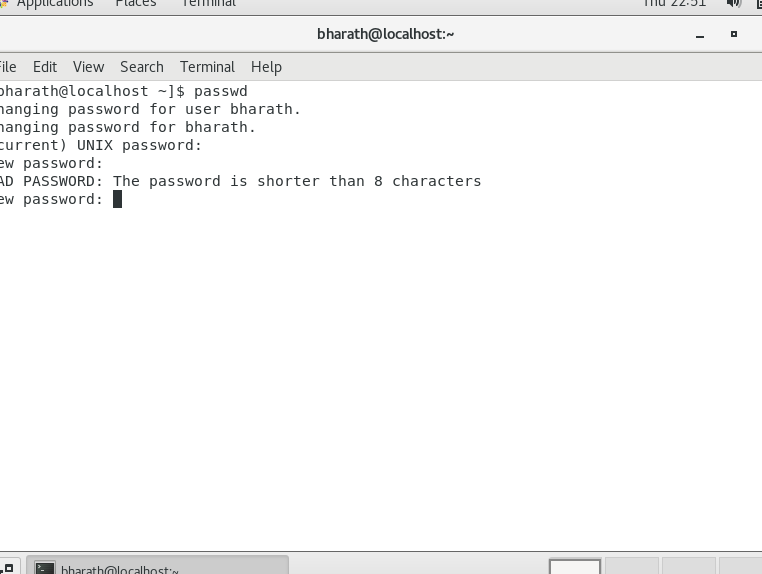 Applications Places Terminal Thu 22:51
bharath@localhost:~
File Edit View Search Terminal Help
bharath@localhost ~]$ passwd
hanging password for user bharath.
hanging password for bharath.
current) UNIX password:
ew password:
AD PASSWORD: The password is shorter than 8 characters
ew password:
bharath@localhost:~